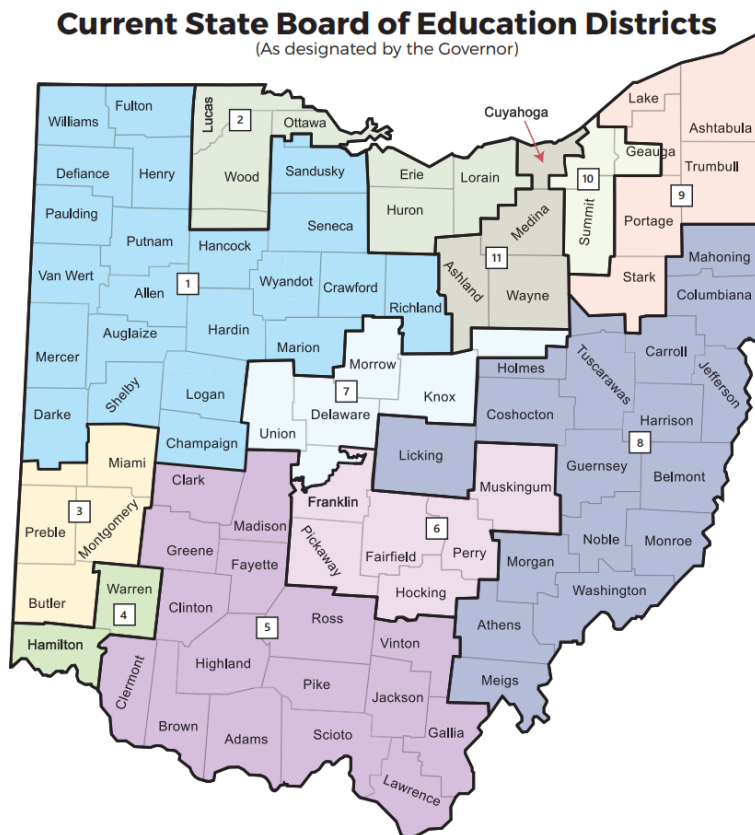 Current State Board of Education Districts
(As designated by the Governor)
Williams
Fulton
Lucas
2
Ottawa
Cuyahoga
Lake
Ashtabula
Defiance
Henry
Wood
Sandusky
Erie
Lorain
10
Geauga
Trumbull
Paulding
Huron
Medina
Summit
9
Putnam
Hancock
Seneca
Portage
Van Wert
Allen
1
Wyandot
Crawford
Richland
Ashland
11
Wayne
Stark
Mahoning
Columbiana
Auglaize
Hardin
Marion
Mercer
Morrow
Holmes
Tuscarawas
Carroll
Jefferson
Shelby
Logan
7
Knox
Darke
Union
Delaware
Coshocton
Harrison
Champaign
Licking
8
Miami
Clark
Franklin
Muskingum
Guernsey
Belmont
3
Preble
Montgomery
Madison
Pickaway
6
Greene
Fayette
Fairfield
Perry
Noble
Monroe
Morgan
Butler
Warren
4
Clinton
Hocking
Washington
Hamilton
5
Ross
Athens
Vinton
Clermont
Highland
Pike
Jackson
Meigs
Brown
Adams
Scioto
Gallia
Lawrence